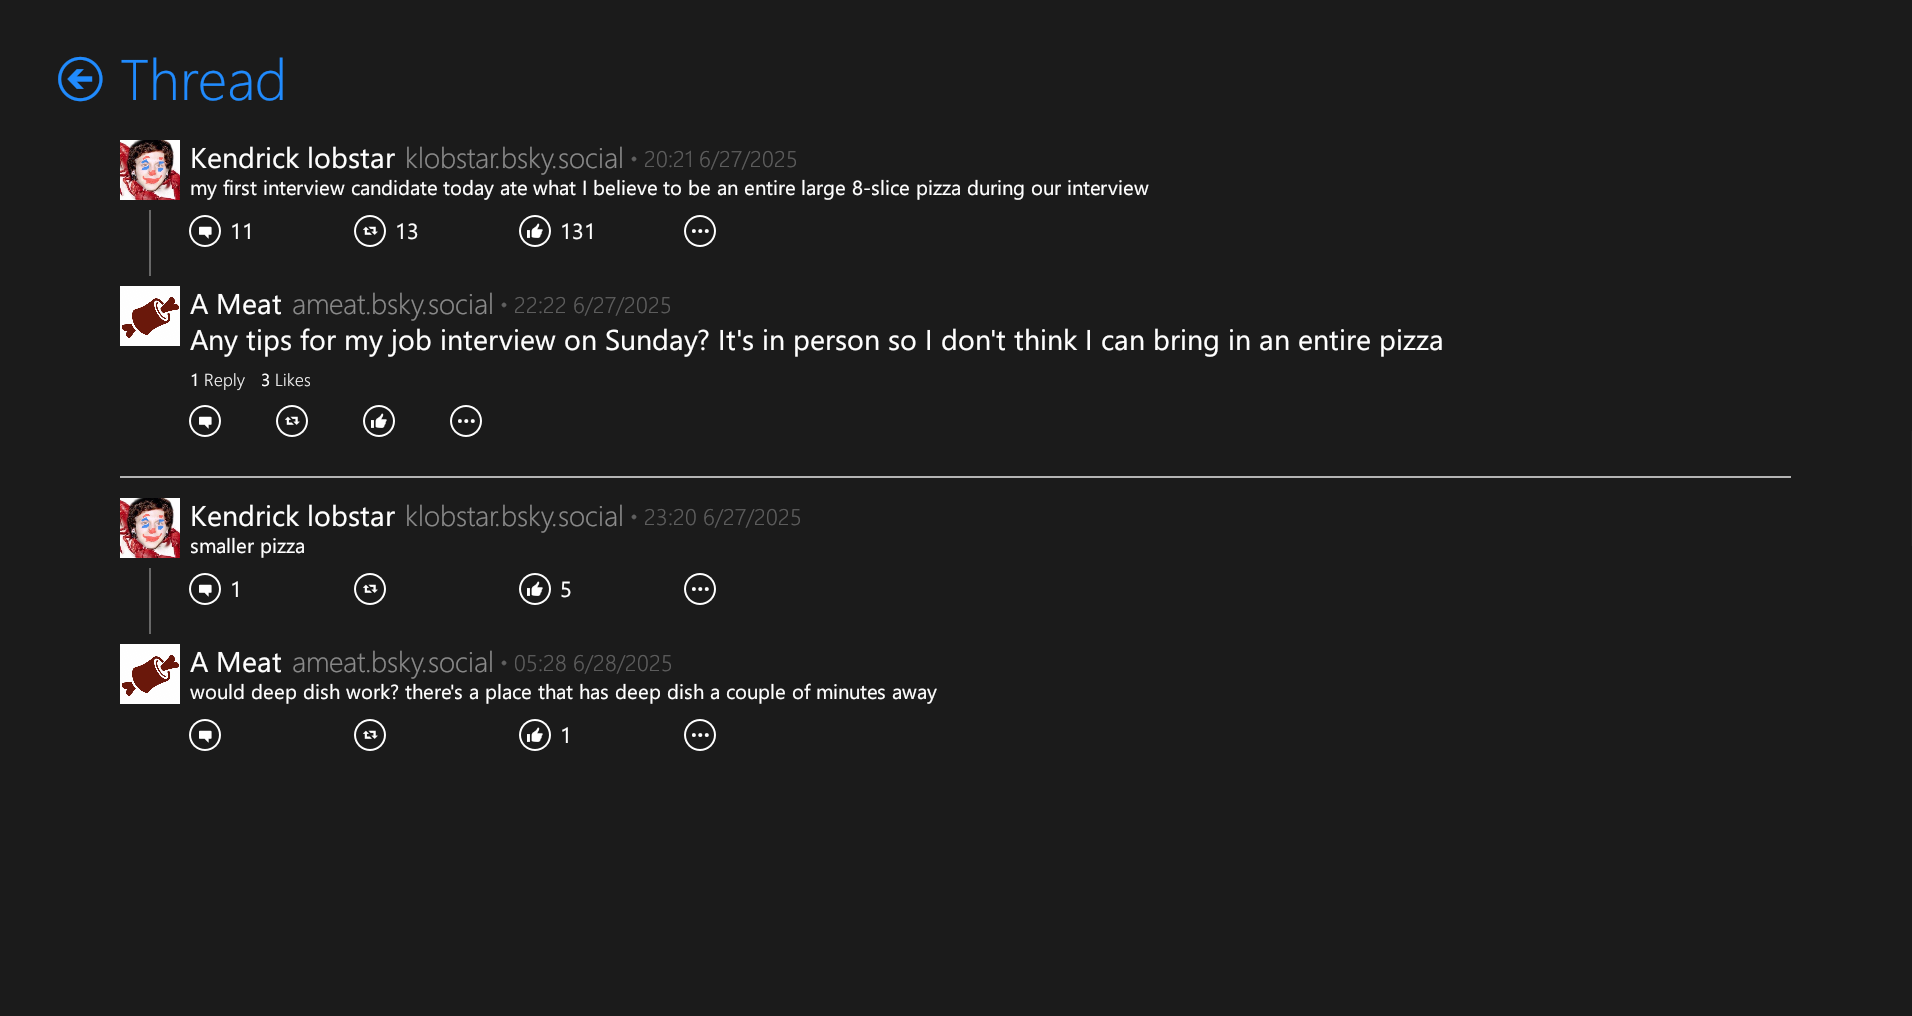 Thread
Kendrick lobstar klobstar.bsky.social • 20:21 6/27/2025
my first interview candidate today ate what I believe to be an entire large 8-slice pizza during our interview
11 13 131
A Meat ameat.bsky.social • 22:22 6/27/2025
Any tips for my job interview on Sunday? It's in person so I don't think I can bring in an entire pizza
1 Reply 3 Likes
Kendrick lobstar klobstar.bsky.social • 23:20 6/27/2025
smaller pizza
1 5
A Meat ameat.bsky.social • 05:28 6/28/2025
would deep dish work? there's a place that has deep dish a couple of minutes away
1